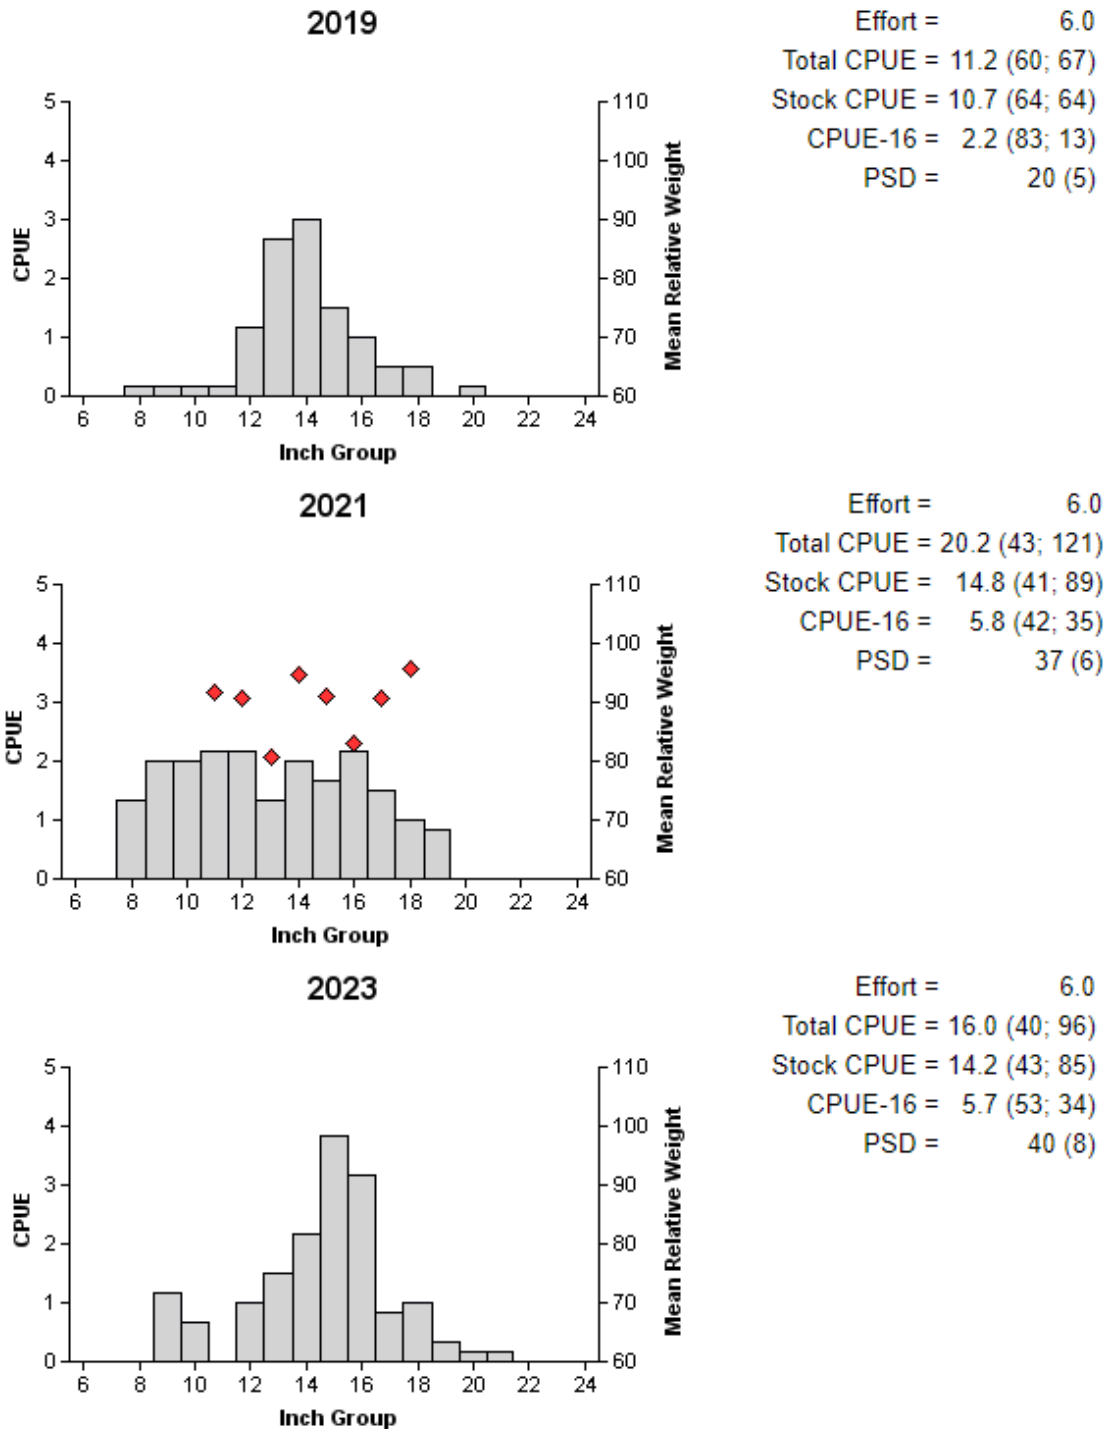 2019
Effort = 6.0
Total CPUE = 11.2 (60; 67)
Stock CPUE = 10.7 (64; 64)
CPUE-16 = 2.2 (83; 13)
PSD = 20 (5)
5 110
4 100
3 90
2 80
1 70
0 60
CPUE
Mean Relative Weight
6 8 10 12 14 16 18 20 22 24
Inch Group
2021
Effort = 6.0
Total CPUE = 20.2 (43; 121)
Stock CPUE = 14.8 (41; 89)
CPUE-16 = 5.8 (42; 35)
PSD = 37 (6)
5 110
4 100
3 90
2 80
1 70
0 60
CPUE
Mean Relative Weight
6 8 10 12 14 16 18 20 22 24
Inch Group
2023
Effort = 6.0
Total CPUE = 16.0 (40; 96)
Stock CPUE = 14.2 (43; 85)
CPUE-16 = 5.7 (53; 34)
PSD = 40 (8)
5 110
4 100
3 90
2 80
1 70
0 60
CPUE
Mean Relative Weight
6 8 10 12 14 16 18 20 22 24
Inch Group